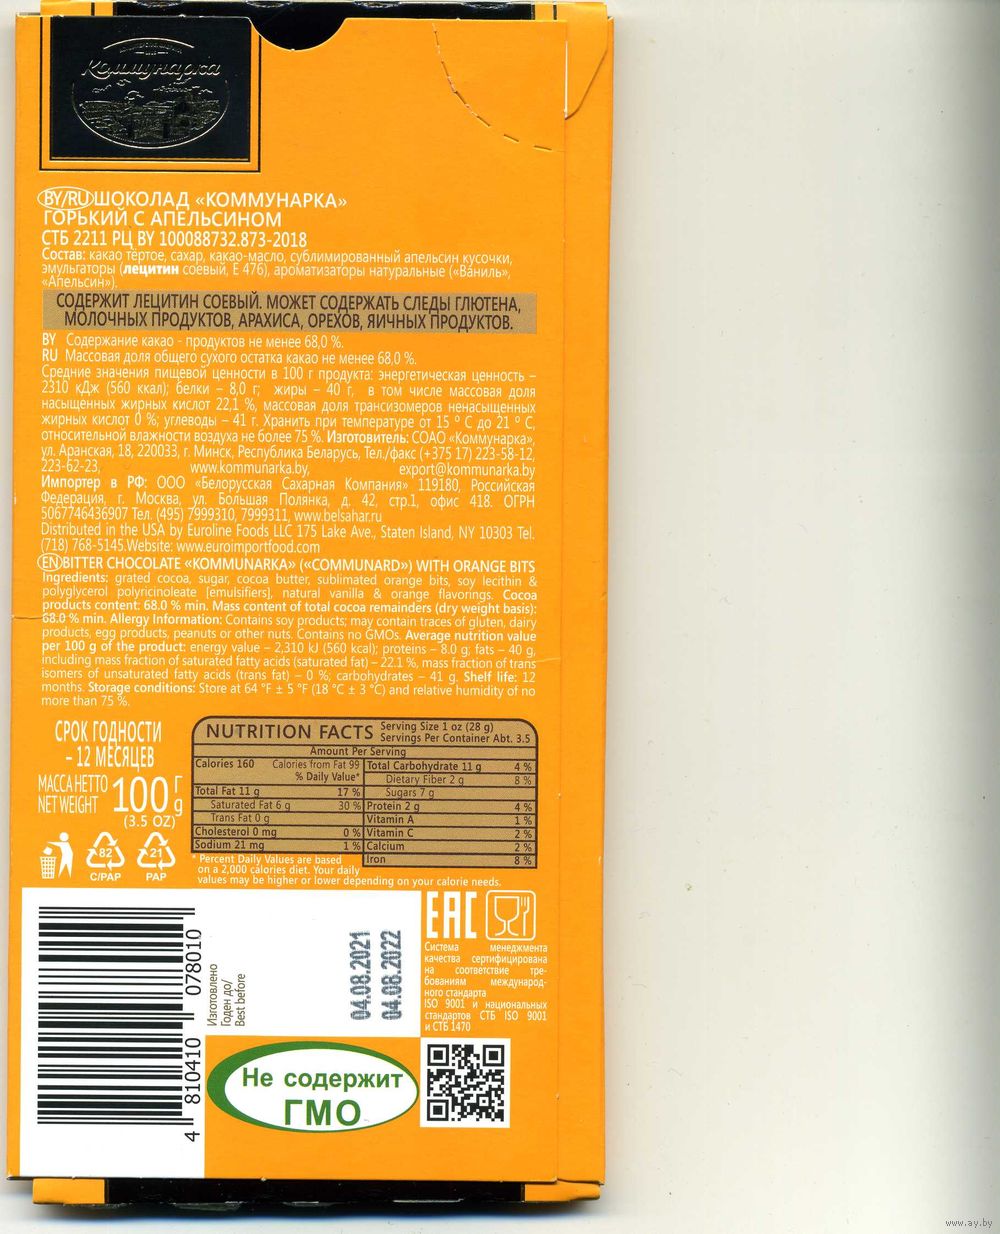 Коммунарка
BY/RU ШОКОЛАД «КОММУНАРКА»
ГОРЬКИЙ С АПЕЛЬСИНОМ
СТБ 2211 РЦ BY 100088732.873-2018
Состав: какао тёртое, сахар, какао-масло, сублимированный апельсин кусочки,
эмульгаторы (лецитин соевый, Е 476), ароматизаторы натуральные («Ваниль»,
«Апельсин»).
СОДЕРЖИТ ЛЕЦИТИН СОЕВЫЙ. МОЖЕТ СОДЕРЖАТЬ СЛЕДЫ ГЛЮТЕНА,
МОЛОЧНЫХ ПРОДУКТОВ, АРАХИСА, ОРЕХОВ, ЯИЧНЫХ ПРОДУКТОВ.
BY Содержание какао - продуктов не менее 68,0 %.
RU Массовая доля общего сухого остатка какао не менее 68.0 %.
Средние значения пищевой ценности в 100 г продукта: энергетическая ценность –
2310 кДж (560 ккал); белки – 8,0 г; жиры – 40 г, в том числе массовая доля
насыщенных жирных кислот 22,1 %, массовая доля трансизомеров ненасыщенных
жирных кислот 0 %; углеводы – 41 г. Хранить при температуре от 15 ° С до 21 ° С,
относительной влажности воздуха не более 75 %. Изготовитель: СОАО «Коммунарка»,
ул. Аранская, 18, 220033, г. Минск, Республика Беларусь, Тел./факс (+375 17) 223-58-12,
223-62-23, www.kommunarka.by, export@kommunarka.by
Импортер в РФ: ООО «Белорусская Сахарная Компания» 119180, Российская
Федерация, г. Москва, ул. Большая Полянка, д. 42, стр.1, офис 418. ОГРН
5067746436907 Тел. (495) 7999310, 7999311, www.belsahar.ru
Distributed in the USA by Euroline Foods LLC 175 Lake Ave., Staten Island, NY 10303 Tel.
(718) 768-5145.Website: www.euroimportfood.com
EN BITTER CHOCOLATE «KOMMUNARKA» («COMMUNARD») WITH ORANGE BITS
Ingredients: grated cocoa, sugar, cocoa butter, sublimated orange bits, soy lecithin &
polyglycerol polyricinoleate [emulsifiers], natural vanilla & orange flavorings. Cocoa
products content: 68.0 % min. Mass content of total cocoa remainders (dry weight basis):
68.0 % min. Allergy Information: Contains soy products; may contain traces of gluten, dairy
products, egg products, peanuts or other nuts. Contains no GMOs. Average nutrition value
per 100 g of the product: energy value – 2,310 kJ (560 kcal); proteins – 8.0 g; fats – 40 g,
including mass fraction of saturated fatty acids (saturated fat) – 22.1 %, mass fraction of trans
isomers of unsaturated fatty acids (trans fat) – 0 %; carbohydrates – 41 g. Shelf life: 12
months. Storage conditions: Store at 64 °F ± 5 °F (18 °C ± 3 °C) and relative humidity of no
more than 75 %.
СРОК ГОДНОСТИ
– 12 МЕСЯЦЕВ
МАССА НЕТТО
NET WEIGHT 100 г g
(3.5 OZ)
82
C/PAP
21
PAP
NUTRITION FACTS Serving Size 1 oz (28 g)
Servings Per Container Abt. 3.5
Amount Per Serving
Calories 160 Calories from Fat 99
% Daily Value*
Total Fat 11 g 17 %
Saturated Fat 6 g 30 %
Trans Fat 0 g
Cholesterol 0 mg 0 %
Sodium 21 mg 1 %
Total Carbohydrate 11 g 4 %
Dietary Fiber 2 g 8 %
Sugars 7 g
Protein 2 g 4 %
Vitamin A 1 %
Vitamin C 2 %
Calcium 2 %
Iron 8 %
* Percent Daily Values are based
on a 2,000 calories diet. Your daily
values may be higher or lower depending on your calorie needs.
4 810410 078010
Изготовлено
Годен до/
Best before
04.08.2021
04.08.2022
EAC
Система менеджмента
качества сертифицирована
на соответствие тре-
бованиям международ-
ного стандарта
ISO 9001 и национальных
стандартов СТБ ISO 9001
и СТБ 1470
Не содержит
ГМО
www.ay.by